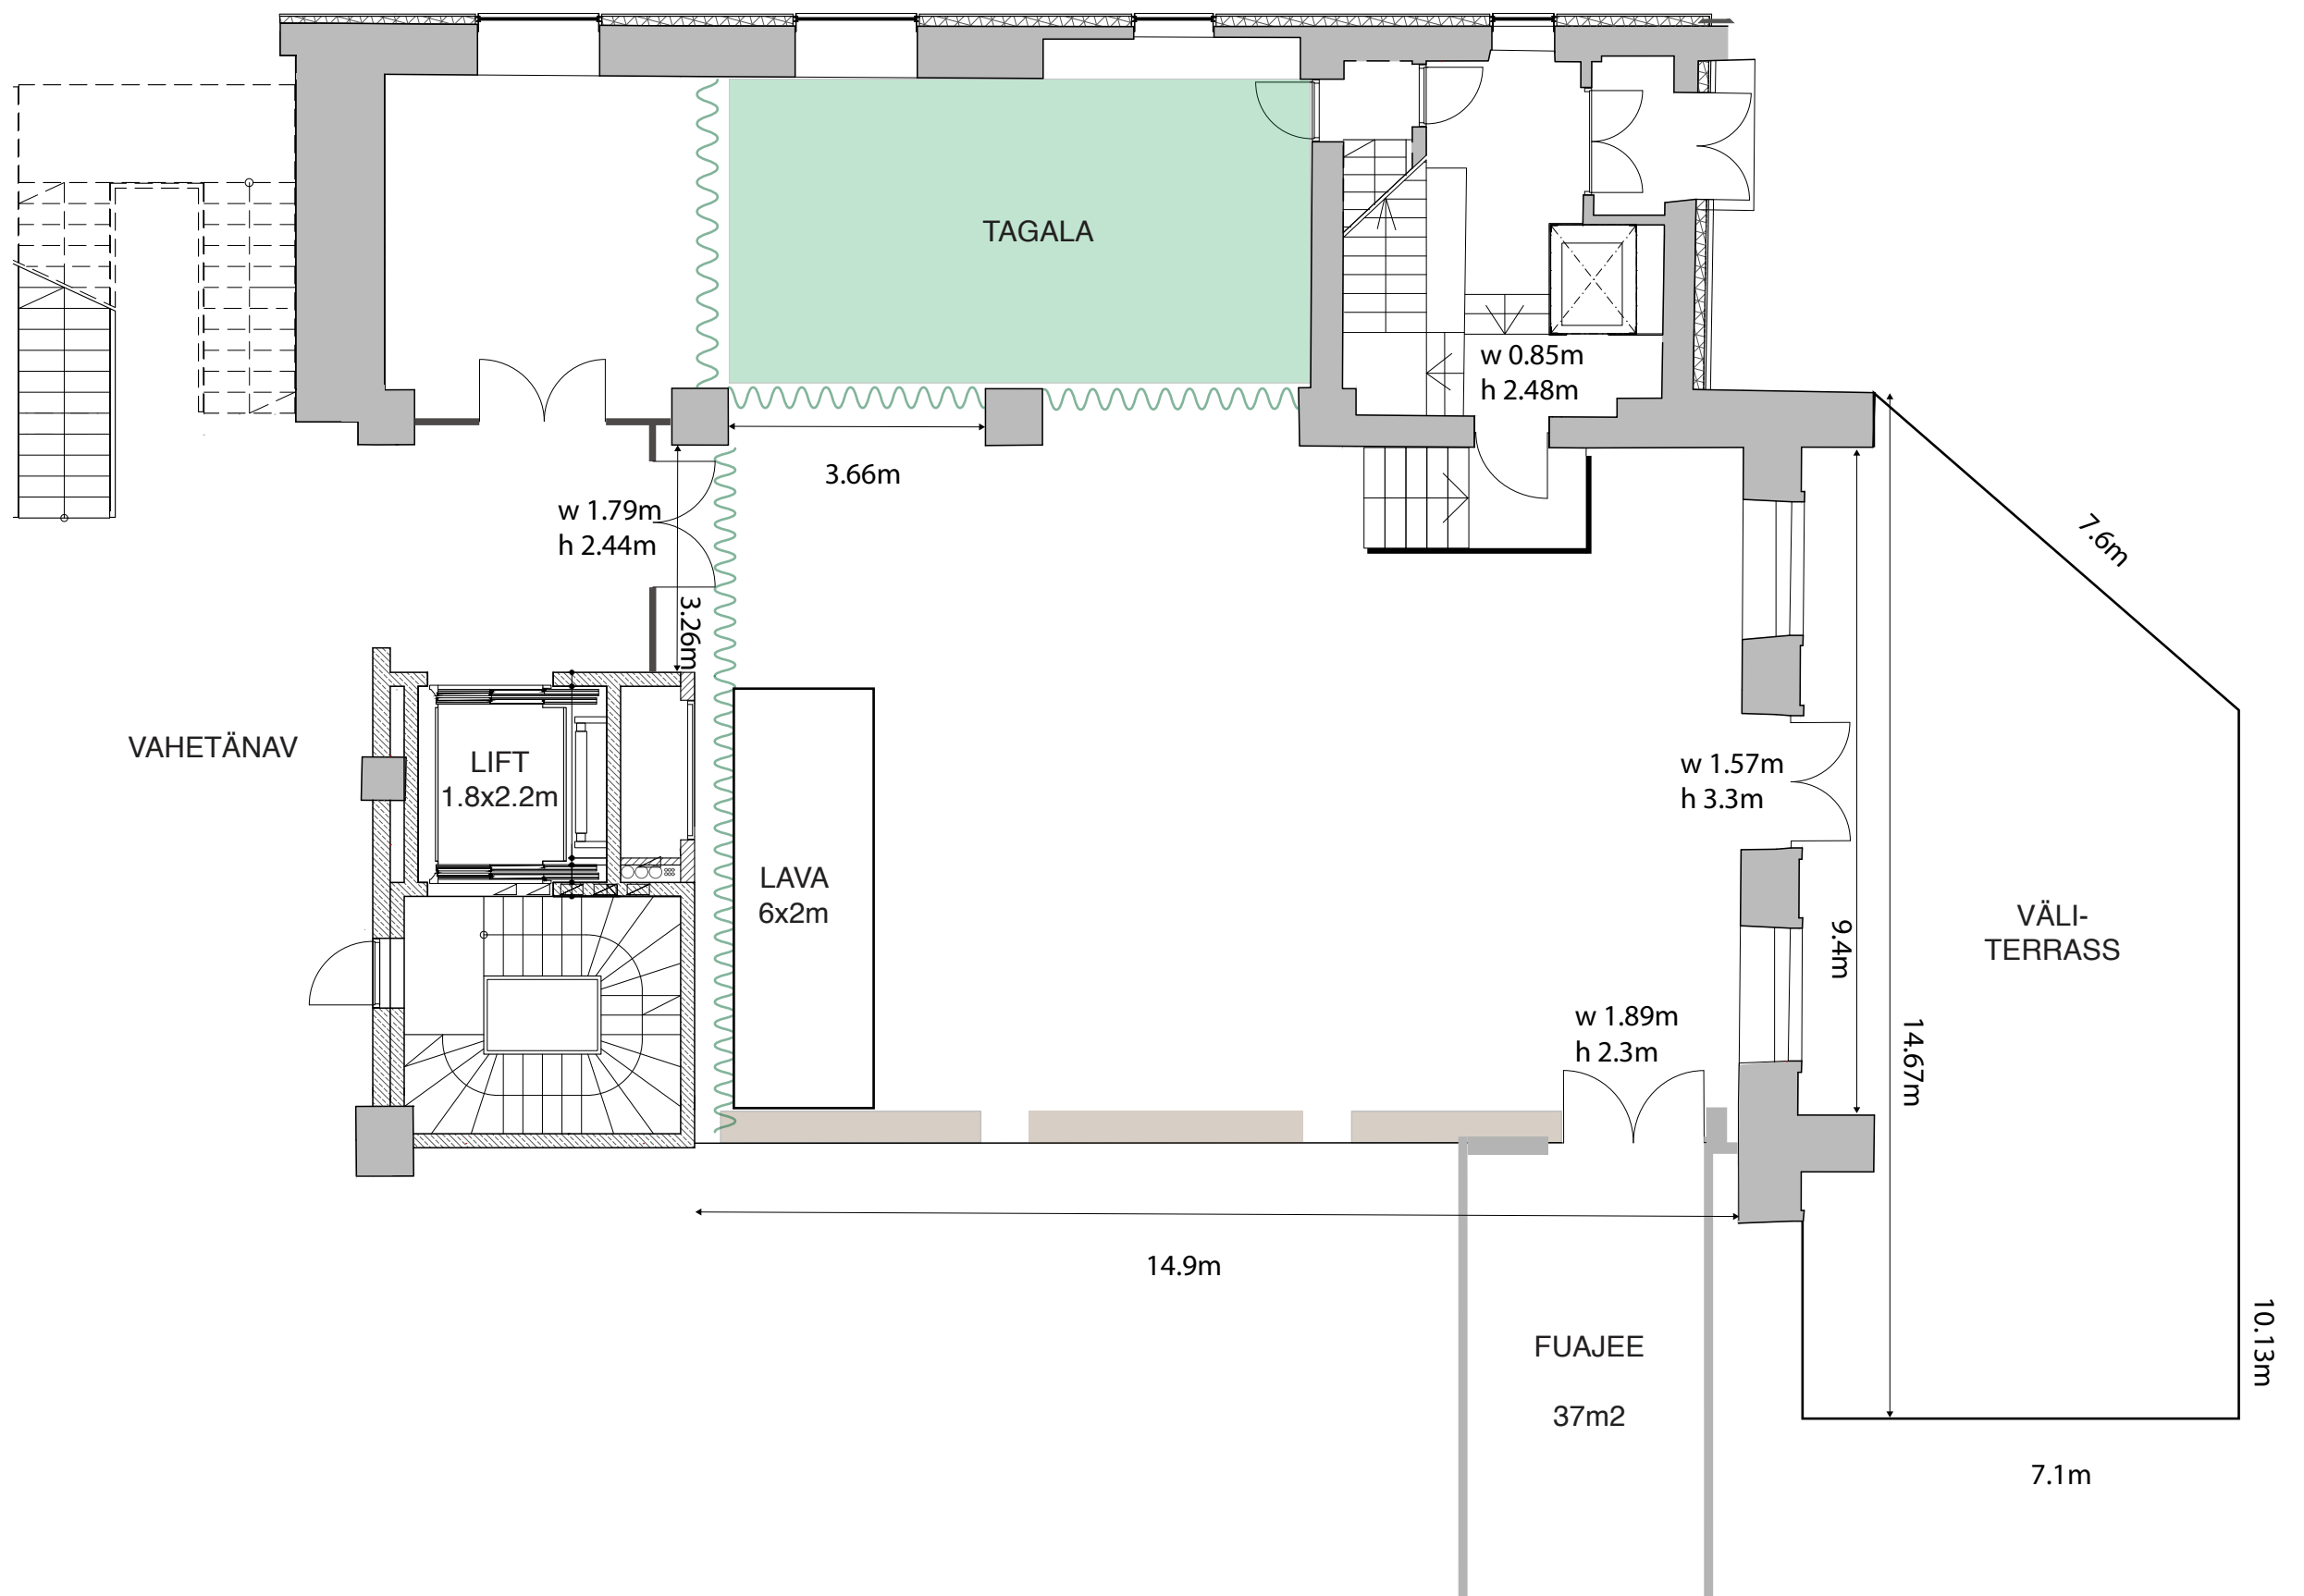 TAGALA
w 0.85m
h 2.48m
3.66m
w 1.79m
h 2.44m
7.6m
3.26m
VAHETÄNAV
LIFT
1.8x2.2m
w 1.57m
h 3.3m
LAVA
6x2m
VÄLI-
TERRASS
9.4m
w 1.89m
h 2.3m
14.67m
14.9m
FUAJEE
37m2
10.13m
7.1m